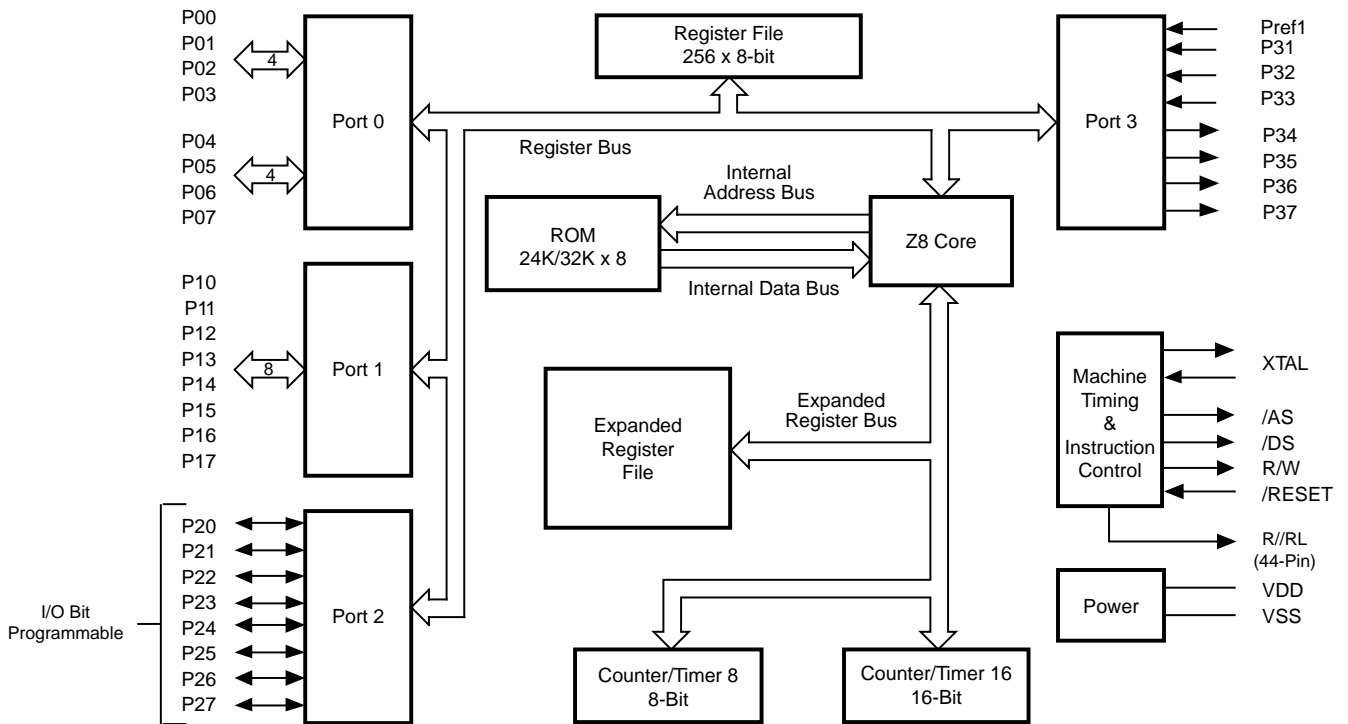 P00
P01
P02
P03
4
P04
P05
P06
P07
4
Port 0
Register File
256 x 8-bit
Register Bus
Port 3
Pref1
P31
P32
P33
P34
P35
P36
P37
Internal
Address Bus
ROM
24K/32K x 8
Z8 Core
Internal Data Bus
P10
P11
P12
P13
P14
P15
P16
P17
8
Port 1
Expanded
Register
File
Expanded
Register Bus
Machine
Timing
&
Instruction
Control
XTAL
/AS
/DS
R/W
/RESET
R//RL
(44-Pin)
I/O Bit
Programmable
P20
P21
P22
P23
P24
P25
P26
P27
Port 2
Counter/Timer 8
8-Bit
Counter/Timer 16
16-Bit
Power
VDD
VSS